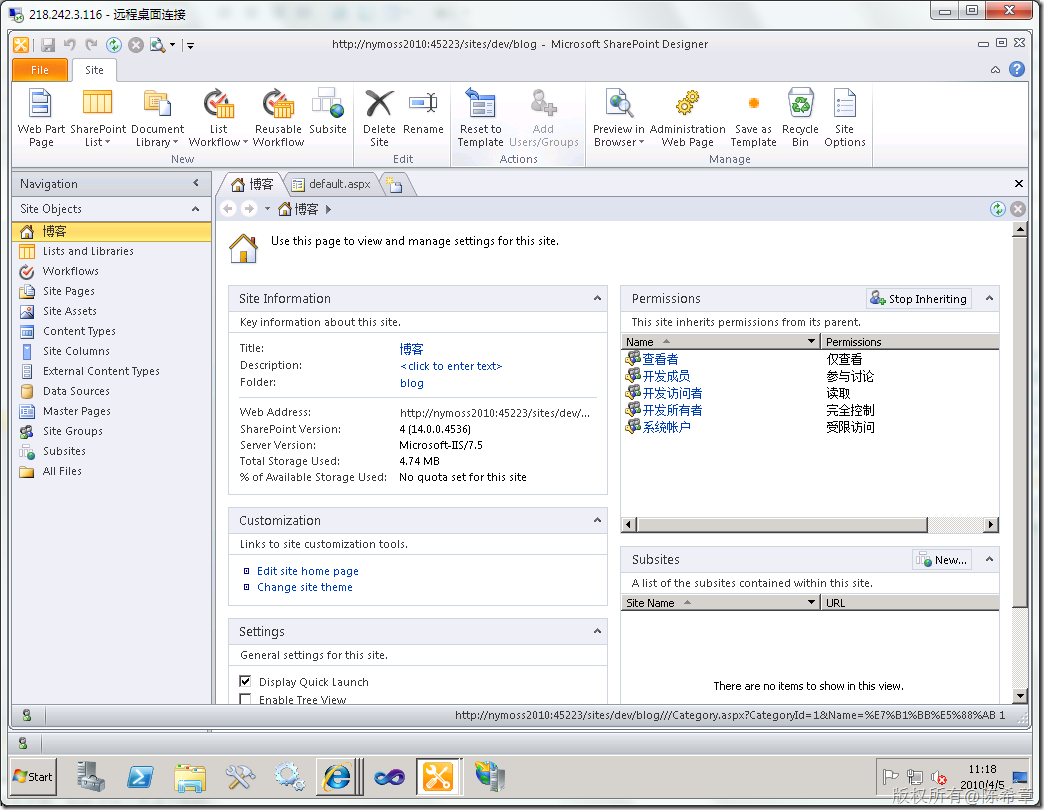 218.242.3.116 - 远程桌面连接
http://nymoss2010:45223/sites/dev/blog - Microsoft SharePoint Designer
File
Site
Web Part Page
SharePoint List
Document Library
List Workflow
Reusable Workflow
Subsite
Delete Site
Rename
Reset to Template
Add Users/Groups
Preview in Browser
Administration Web Page
Save as Template
Recycle Bin
Site Options
New
Edit
Actions
Manage
Navigation
Site Objects
博客
Lists and Libraries
Workflows
Site Pages
Site Assets
Content Types
Site Columns
External Content Types
Data Sources
Master Pages
Site Groups
Subsites
All Files
博客
default.aspx
博客
Use this page to view and manage settings for this site.
Site Information
Key information about this site.
Title: 博客
Description: <click to enter text>
Folder: blog
Web Address: http://nymoss2010:45223/sites/dev/...
SharePoint Version: 4 (14.0.0.4536)
Server Version: Microsoft-IIS/7.5
Total Storage Used: 4.74 MB
% of Available Storage Used: No quota set for this site
Customization
Links to site customization tools.
Edit site home page
Change site theme
Settings
General settings for this site.
Display Quick Launch
Enable Tree View
Permissions
Stop Inheriting
This site inherits permissions from its parent.
Name Permissions
查看者 仅查看
开发成员 参与讨论
开发访问者 读取
开发所有者 完全控制
系统帐户 受限访问
Subsites
New...
A list of the subsites contained within this site.
Site Name URL
There are no items to show in this view.
http://nymoss2010:45223/sites/dev/blog///Category.aspx?CategoryId=1&Name=%E7%B1%BB%E5%88%AB 1
Start
11:18
2010/4/5
版权所有@陈希章